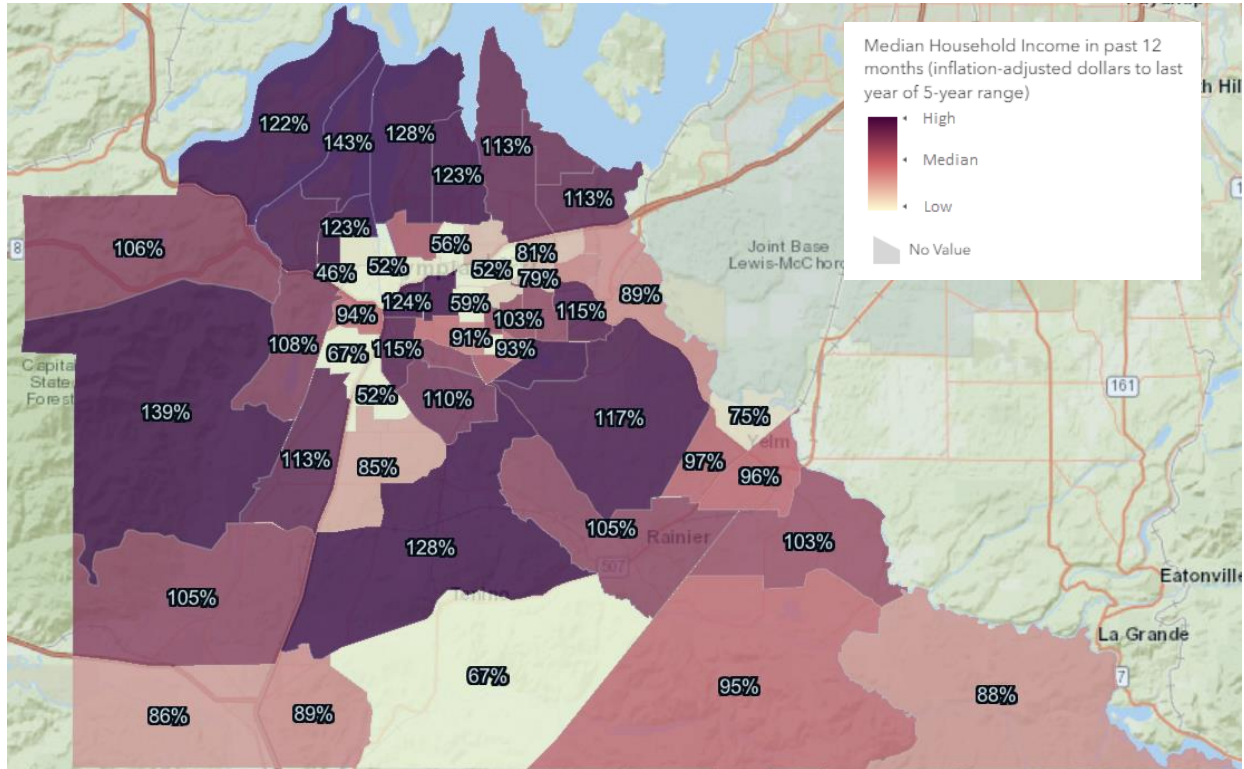 Median Household Income in past 12
months (inflation-adjusted dollars to last
year of 5-year range)
High
Median
Low
No Value
h Hil
122%
143%
128%
113%
123%
113%
123%
106%
8
46%
52%
56%
52%
81%
79%
Joint Base
Lewis-McChord
89%
94%
124%
59%
103%
115%
108%
67%
115%
91%
93%
Capita
State
Forest
139%
52%
110%
117%
75%
Yelm
161
113%
85%
97%
96%
105%
Rainier
103%
128%
507
Tenino
105%
Eatonville
La Grande
7
67%
95%
88%
86%
89%